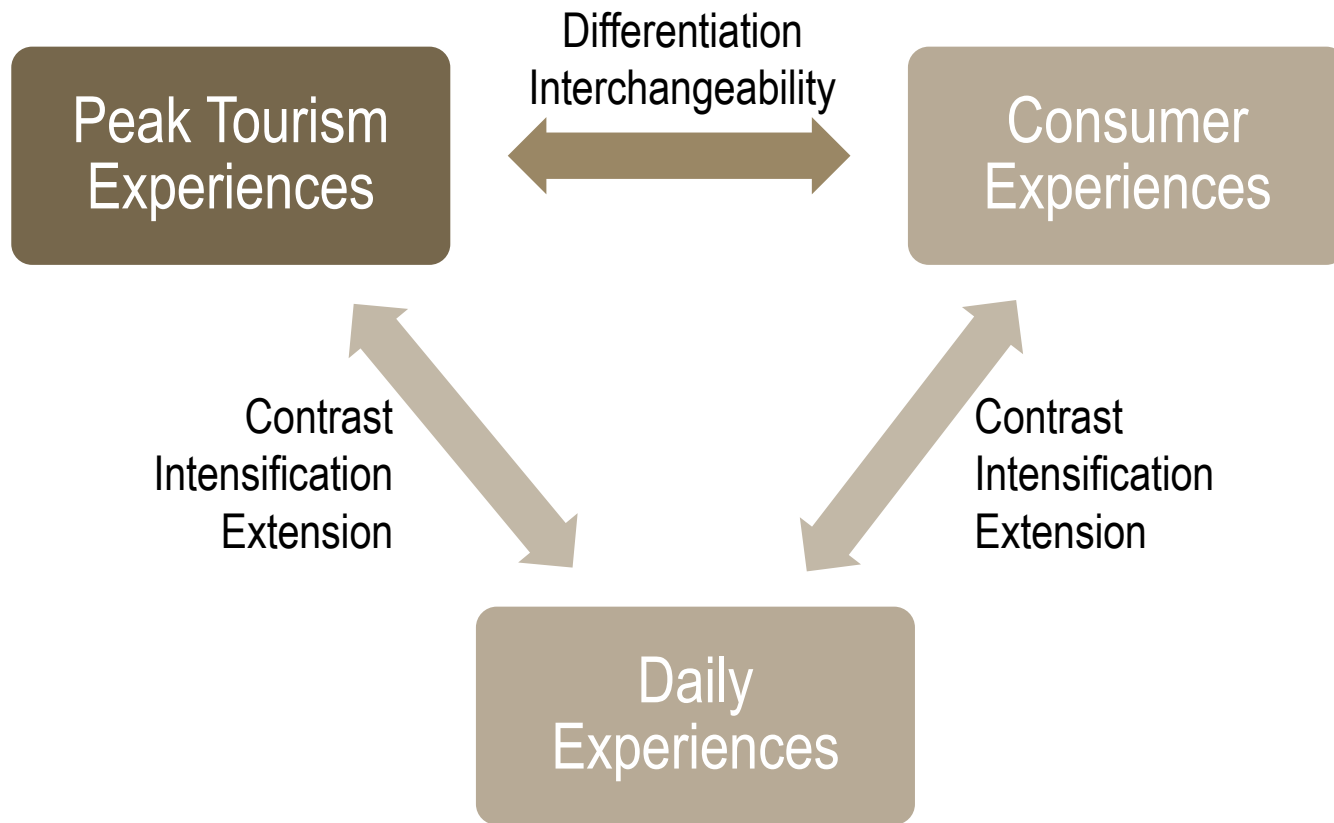 Differentiation
Interchangeability
Peak Tourism
Experiences
Consumer
Experiences
Contrast
Intensification
Extension
Contrast
Intensification
Extension
Daily
Experiences